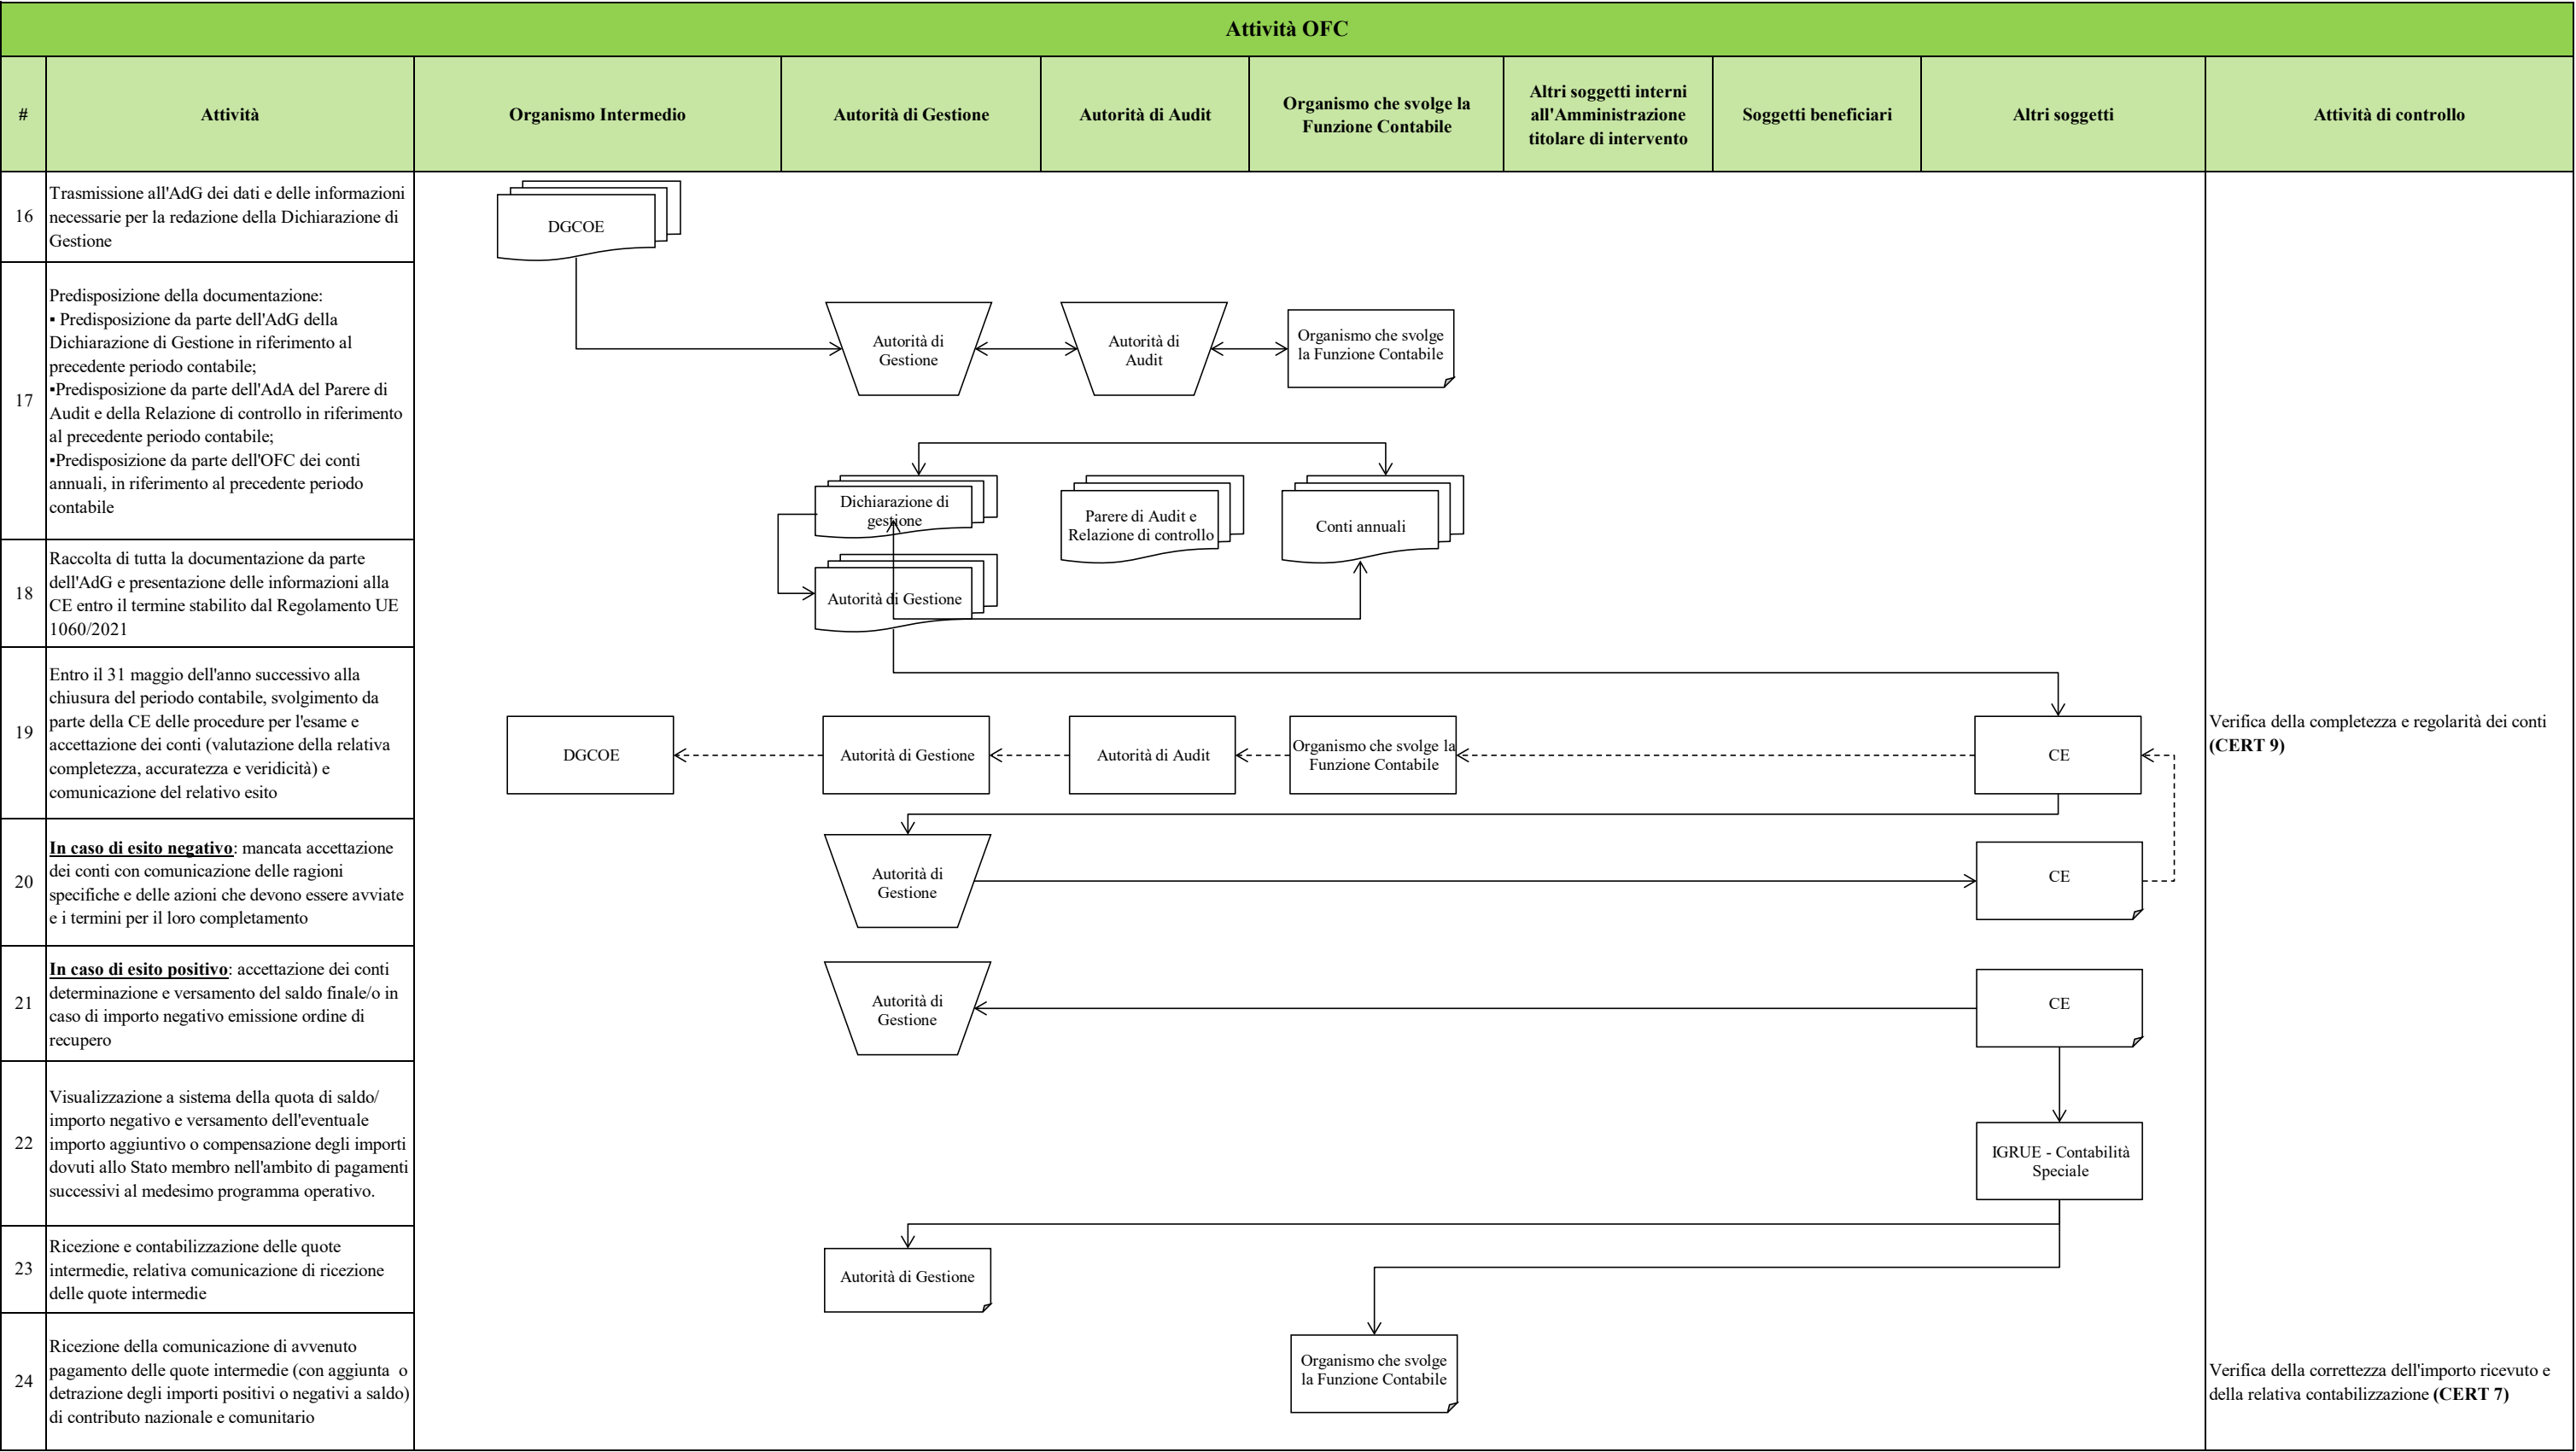 Attività OFC
#
Attività
Organismo Intermedio
Autorità di Gestione
Autorità di Audit
Organismo che svolge la
Funzione Contabile
Altri soggetti interni
all'Amministrazione
titolare di intervento
Soggetti beneficiari
Altri soggetti
Attività di controllo
16
Trasmissione all'AdG dei dati e delle informazioni
necessarie per la redazione della Dichiarazione di
Gestione
DGCOE
17
Predisposizione della documentazione:
▪ Predisposizione da parte dell'AdG della
Dichiarazione di Gestione in riferimento al
precedente periodo contabile;
▪Predisposizione da parte dell'AdA del Parere di
Audit e della Relazione di controllo in riferimento
al precedente periodo contabile;
▪Predisposizione da parte dell'OFC dei conti
annuali, in riferimento al precedente periodo
contabile
Autorità di
Gestione
Autorità di
Audit
Organismo che svolge
la Funzione Contabile
Dichiarazione di
gestione
Parere di Audit e
Relazione di controllo
Conti annuali
18
Raccolta di tutta la documentazione da parte
dell'AdG e presentazione delle informazioni alla
CE entro il termine stabilito dal Regolamento UE
1060/2021
Autorità di Gestione
19
Entro il 31 maggio dell'anno successivo alla
chiusura del periodo contabile, svolgimento da
parte della CE delle procedure per l'esame e
accettazione dei conti (valutazione della relativa
completezza, accuratezza e veridicità) e
comunicazione del relativo esito
DGCOE
Autorità di Gestione
Autorità di Audit
Organismo che svolge la
Funzione Contabile
CE
Verifica della completezza e regolarità dei conti
(CERT 9)
20
In caso di esito negativo: mancata accettazione
dei conti con comunicazione delle ragioni
specifiche e delle azioni che devono essere avviate
e i termini per il loro completamento
Autorità di
Gestione
CE
21
In caso di esito positivo: accettazione dei conti
determinazione e versamento del saldo finale/o in
caso di importo negativo emissione ordine di
recupero
Autorità di
Gestione
CE
22
Visualizzazione a sistema della quota di saldo/
importo negativo e versamento dell'eventuale
importo aggiuntivo o compensazione degli importi
dovuti allo Stato membro nell'ambito di pagamenti
successivi al medesimo programma operativo.
IGRUE - Contabilità
Speciale
23
Ricezione e contabilizzazione delle quote
intermedie, relativa comunicazione di ricezione
delle quote intermedie
Autorità di Gestione
24
Ricezione della comunicazione di avvenuto
pagamento delle quote intermedie (con aggiunta  o
detrazione degli importi positivi o negativi a saldo)
di contributo nazionale e comunitario
Organismo che svolge
la Funzione Contabile
Verifica della correttezza dell'importo ricevuto e
della relativa contabilizzazione (CERT 7)